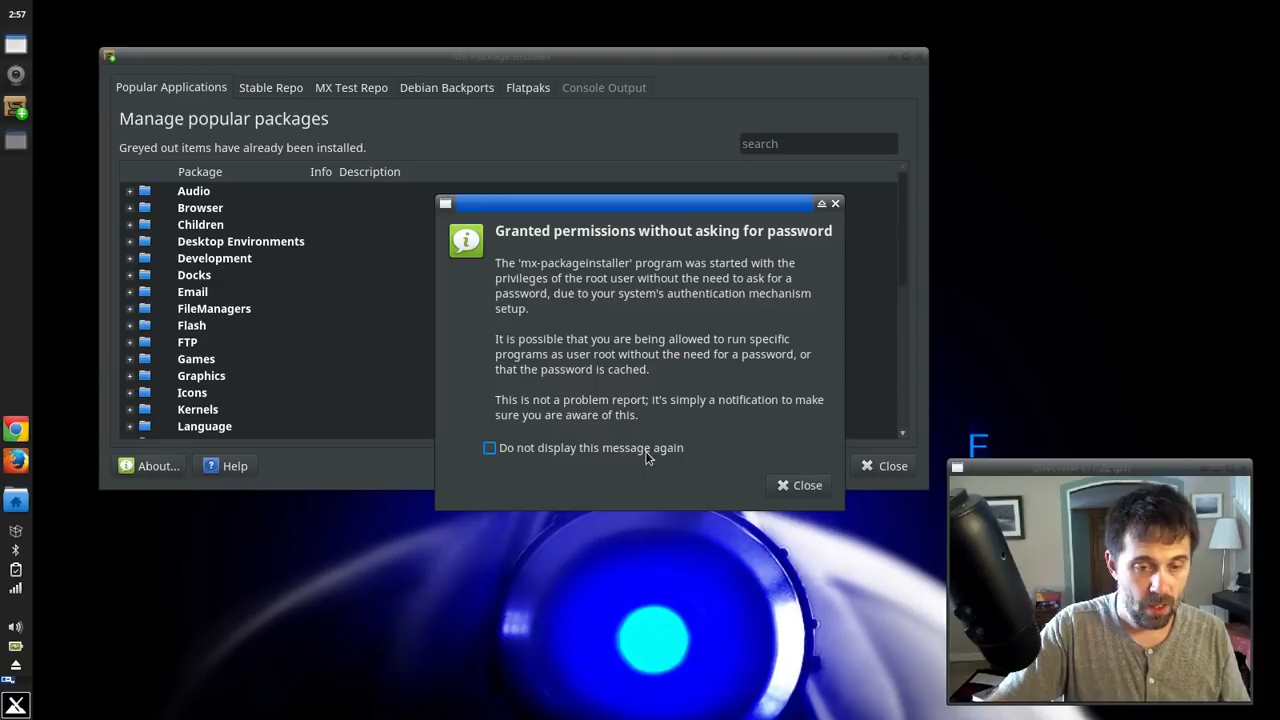 2:57
Popular Applications
Stable Repo
MX Test Repo
Debian Backports
Flatpaks
Console Output
Manage popular packages
Greyed out items have already been installed.
search
Package Info Description
Audio
Browser
Children
Desktop Environments
Development
Docks
Email
FileManagers
Flash
FTP
Games
Graphics
Icons
Kernels
Language
About...
Help
Close
Granted permissions without asking for password
The 'mx-packageinstaller' program was started with the
privileges of the root user without the need to ask for a
password, due to your system's authentication mechanism
setup.
It is possible that you are being allowed to run specific
programs as user root without the need for a password, or
that the password is cached.
This is not a problem report; it's simply a notification to make
sure you are aware of this.
Do not display this message again
Close
F